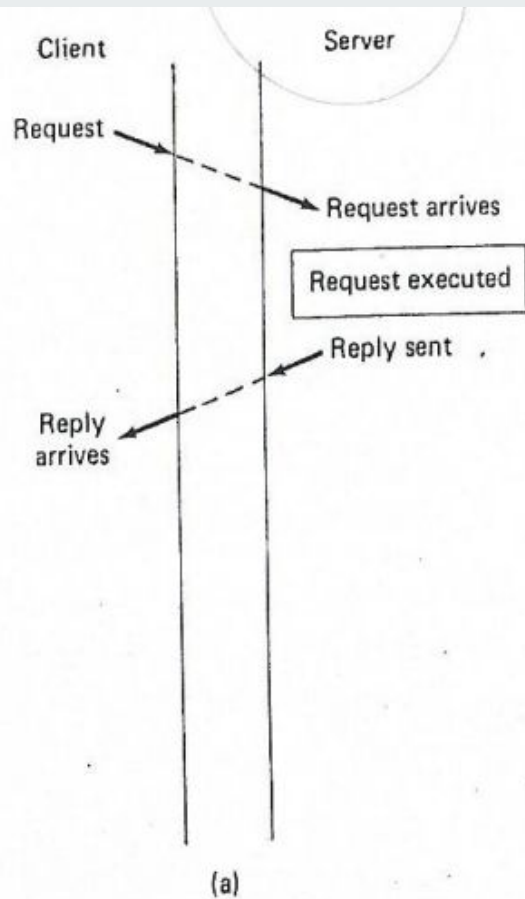 Client
Server
Request
Request arrives
Request executed
Reply sent
Reply
arrives
(a)